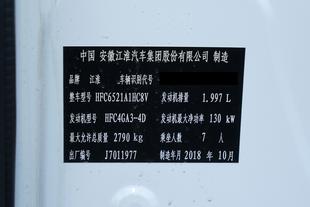 中国 安徽江淮汽车集团股份有限公司 制造
品牌 江淮 车辆识别代号
整车型号 HFC6521A1HC8V 发动机排量 1.997 L
发动机型号 HFC4GA3-4D 发动机最大净功率 130 kW
最大允许总质量 2790 kg 乘坐人数 7 人
出厂编号 J7011977 制造年月 2018 年 10月